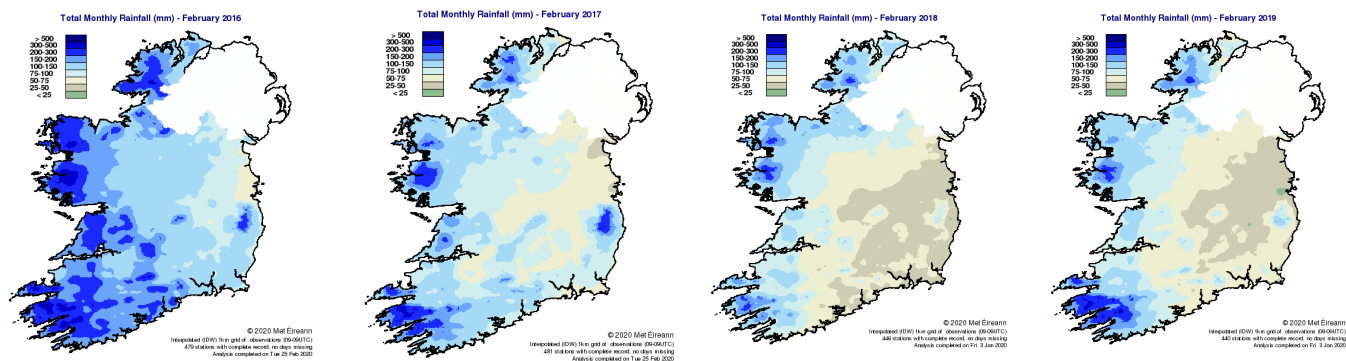 Total Monthly Rainfall (mm) - February 2016
> 500
300-500
200-300
150-200
100-150
75-100
50-75
25-50
< 25
© 2020 Met Éireann
Interpolated (IDW) 1km grid of observations (09-09UTC)
479 stations with complete record, no days missing
Analysis completed on Tue 25 Feb 2020
Total Monthly Rainfall (mm) - February 2017
> 500
300-500
200-300
150-200
100-150
75-100
50-75
25-50
< 25
© 2020 Met Éireann
Interpolated (IDW) 1km grid of observations (09-09UTC)
481 stations with complete record, no days missing
Analysis completed on Tue 25 Feb 2020
Total Monthly Rainfall (mm) - February 2018
> 500
300-500
200-300
150-200
100-150
75-100
50-75
25-50
< 25
© 2020 Met Éireann
Interpolated (IDW) 1km grid of observations (09-09UTC)
446 stations with complete record, no days missing
Analysis completed on Fri 3 Jan 2020
Total Monthly Rainfall (mm) - February 2019
> 500
300-500
200-300
150-200
100-150
75-100
50-75
25-50
< 25
© 2020 Met Éireann
Interpolated (IDW) 1km grid of observations (09-09UTC)
440 stations with complete record, no days missing
Analysis completed on Fri 3 Jan 2020